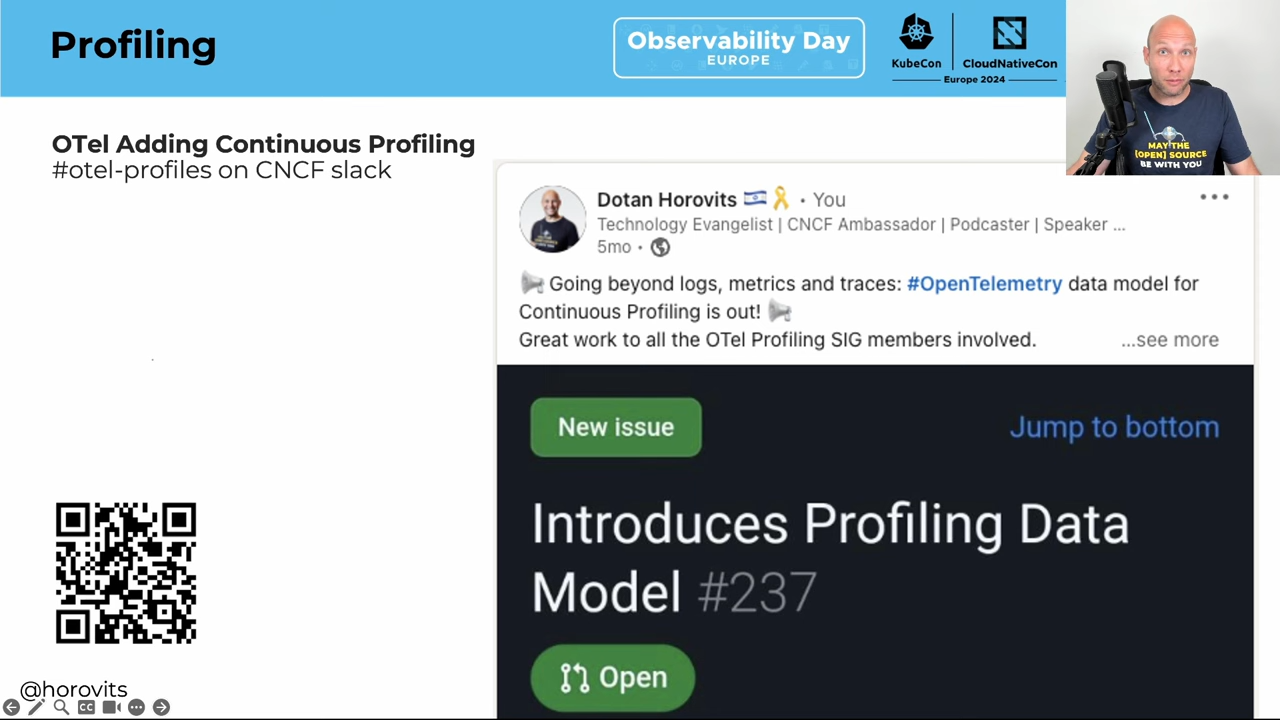 Profiling
Observability Day
EUROPE
KubeCon
CloudNativeCon
Europe 2024
MAY THE
[OPEN] SOURCE
BE WITH YOU
OTel Adding Continuous Profiling
#otel-profiles on CNCF slack
Dotan Horovits 🇮🇱🎗️ • You
Technology Evangelist | CNCF Ambassador | Podcaster | Speaker ...
5mo •
📢 Going beyond logs, metrics and traces: #OpenTelemetry data model for
Continuous Profiling is out! 📢
Great work to all the OTel Profiling SIG members involved. ...see more
New issue
Jump to bottom
Introduces Profiling Data
Model #237
Open
@horovits
CC